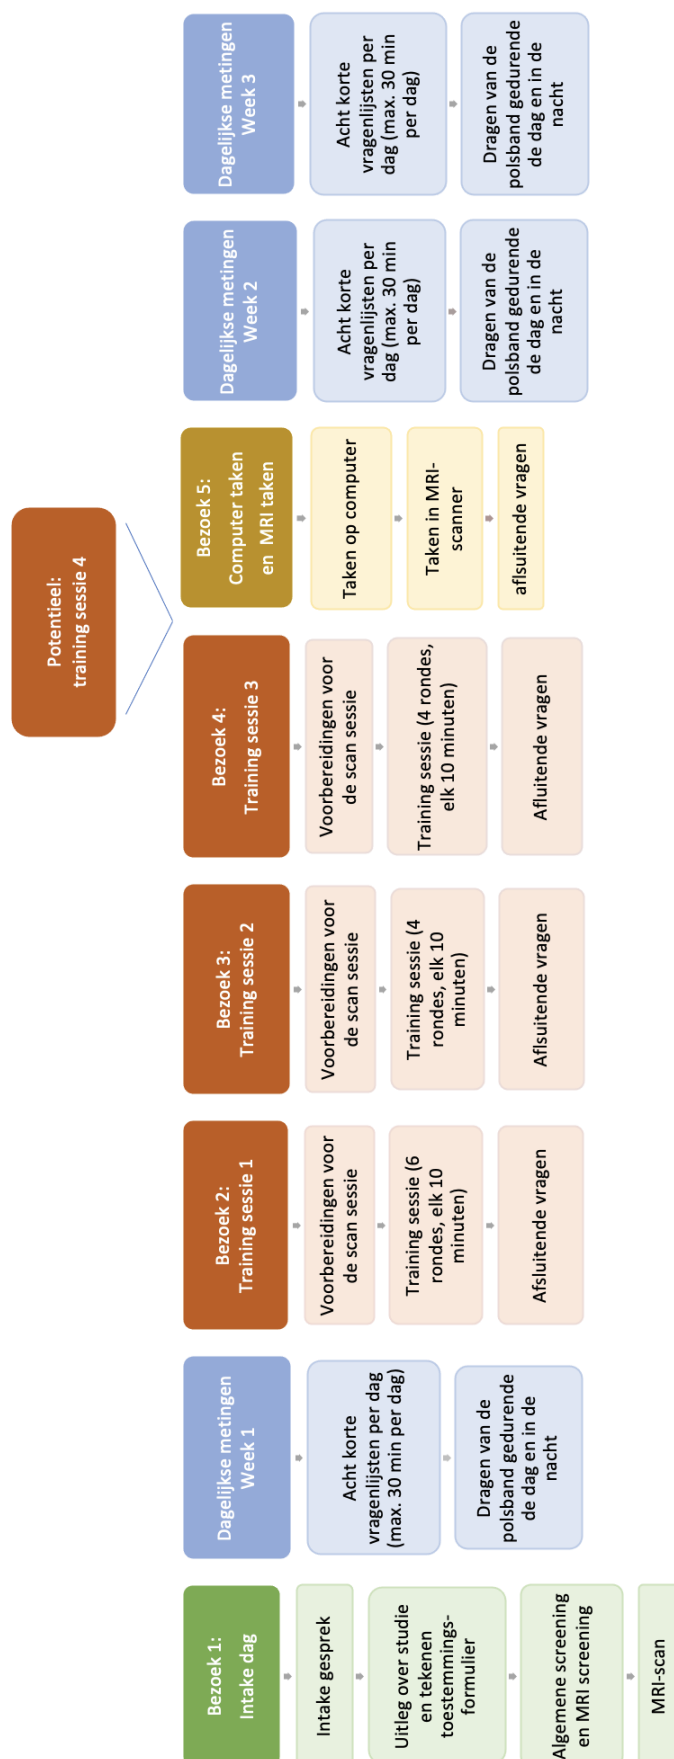 Potentieel:
training sessie 4
Bezoek 1:
Intake dag
Intake gesprek
Uitleg over studie
en tekenen
toestemmings-
formulier
Algemene screening
en MRI screening
MRI-scan
Dagelijkse metingen
Week 1
Acht korte
vragenlijsten per dag
(max. 30 min per dag)
Dragen van de
polsband gedurende
de dag en in de
nacht
Bezoek 2:
Training sessie 1
Voorbereidingen voor
de scan sessie
Training sessie (6
rondes, elk 10
minuten)
Afsluitende vragen
Bezoek 3:
Training sessie 2
Voorbereidingen voor
de scan sessie
Training sessie (4
rondes, elk 10
minuten)
Aflsuitende vragen
Bezoek 4:
Training sessie 3
Voorbereidingen voor
de scan sessie
Training sessie (4 rondes,
elk 10 minuten)
Afluitende vragen
Bezoek 5:
Computer taken
en MRI taken
Taken op computer
Taken in MRI-
scanner
aflsuitende vragen
Dagelijkse metingen
Week 2
Acht korte
vragenlijsten per
dag (max. 30 min
per dag)
Dragen van de
polsband gedurende
de dag en in de
nacht
Dagelijkse metingen
Week 3
Acht korte
vragenlijsten per
dag (max. 30 min
per dag)
Dragen van de
polsband gedurende
de dag en in de
nacht